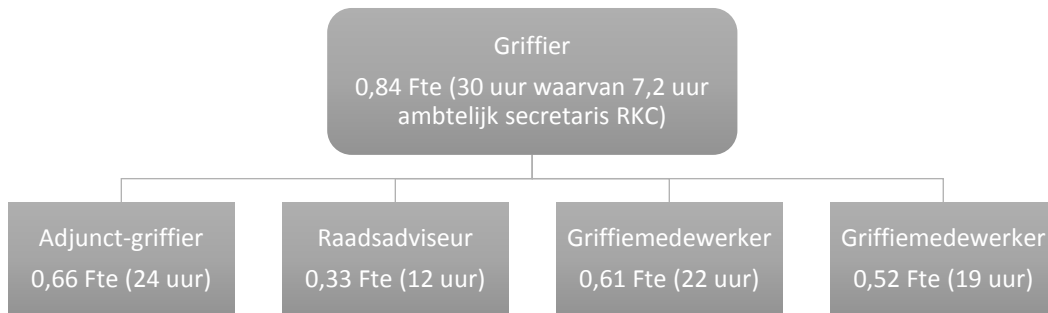 Griffier
0,84 Fte (30 uur waarvan 7,2 uur
ambtelijk secretaris RKC)
Adjunct-griffier
0,66 Fte (24 uur)
Raadsadviseur
0,33 Fte (12 uur)
Griffiemedewerker
0,61 Fte (22 uur)
Griffiemedewerker
0,52 Fte (19 uur)